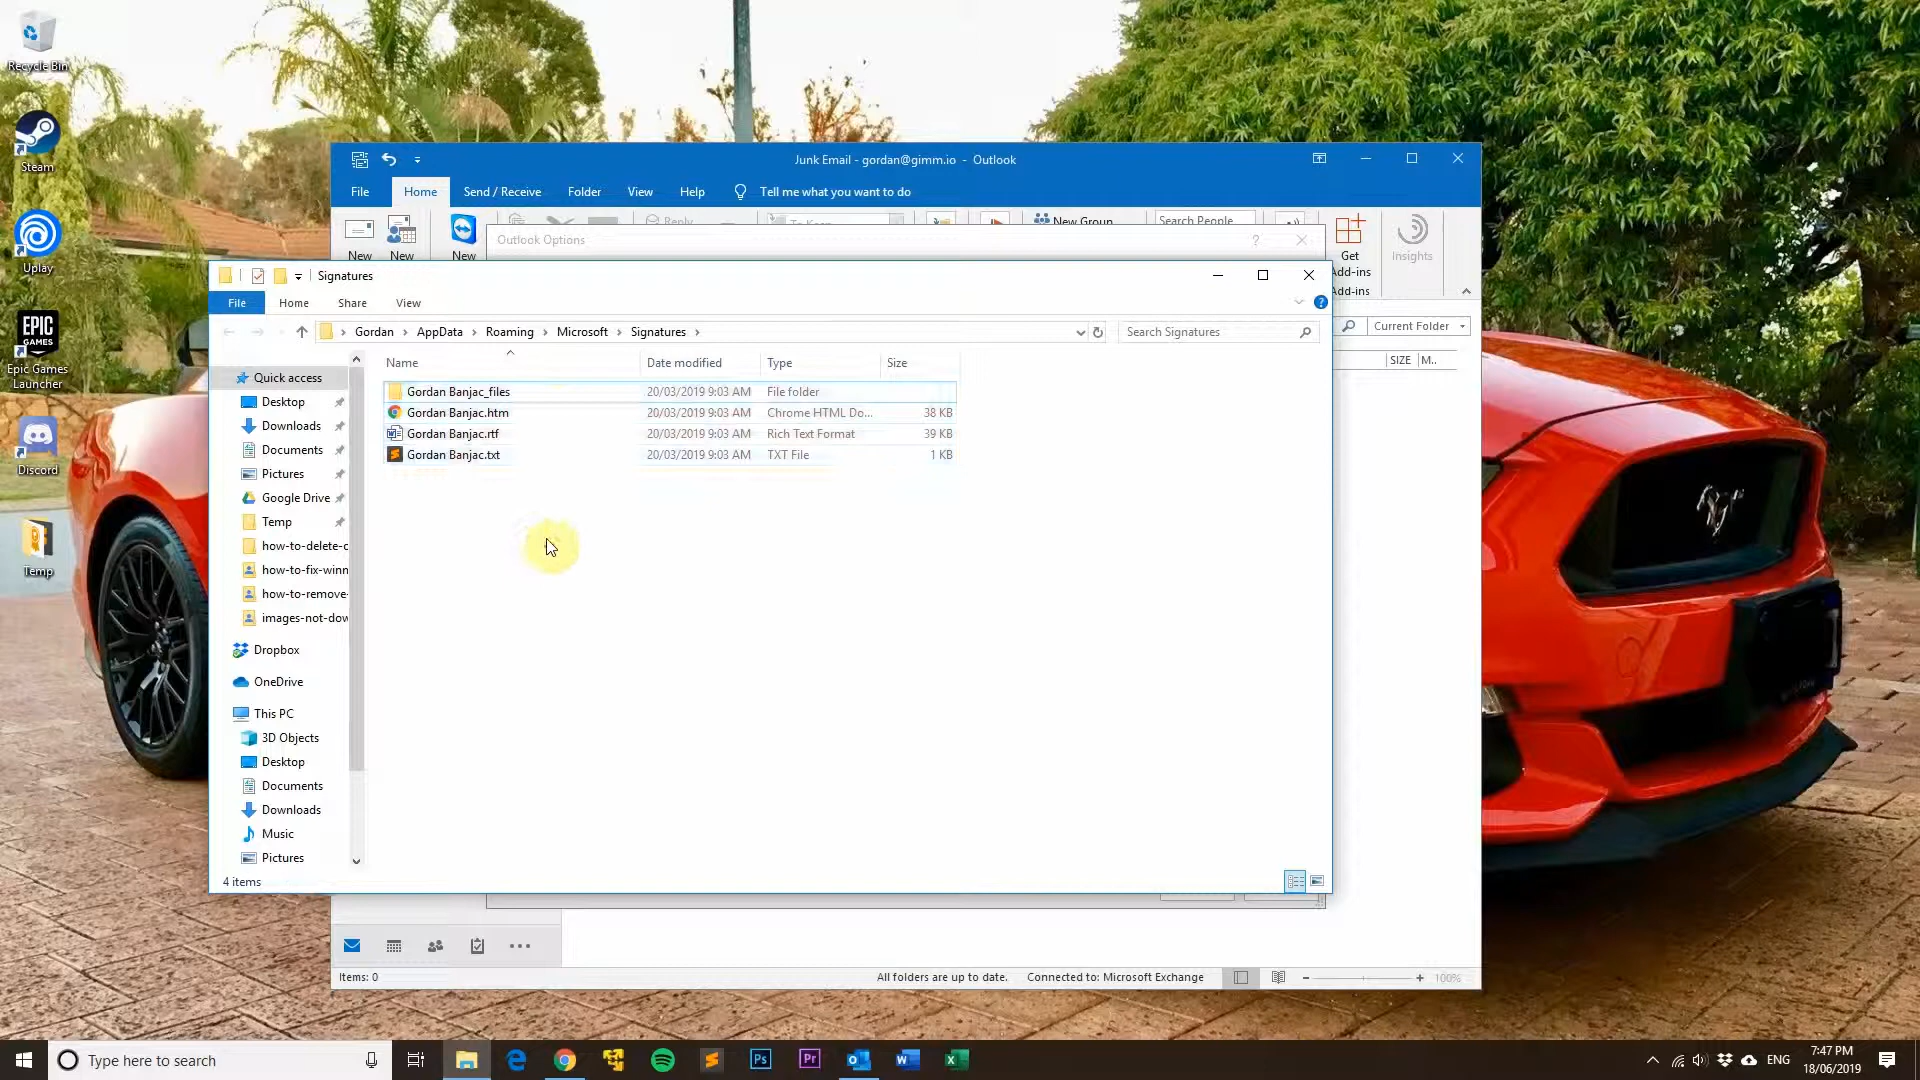 Recycle Bin
Steam
Uplay
Epic Games
Launcher
Discord
Temp
EPIC
GAMES
Junk Email - gordan@gimm.io - Outlook
File Home Send / Receive Folder View Help Tell me what you want to do
New New New
Reply
To Keep
New Group
Search People
Get
Add-ins
Add-ins
Insights
Outlook Options
?
Signatures
File Home Share View
Gordan AppData Roaming Microsoft Signatures
Search Signatures
Current Folder
SIZE M..
Name Date modified Type Size
Gordan Banjac_files 20/03/2019 9:03 AM File folder
Gordan Banjac.htm 20/03/2019 9:03 AM Chrome HTML Do... 38 KB
Gordan Banjac.rtf 20/03/2019 9:03 AM Rich Text Format 39 KB
Gordan Banjac.txt 20/03/2019 9:03 AM TXT File 1 KB
Quick access
Desktop
Downloads
Documents
Pictures
Google Drive
Temp
how-to-delete-c
how-to-fix-winn
how-to-remove-
images-not-dow
Dropbox
OneDrive
This PC
3D Objects
Desktop
Documents
Downloads
Music
Pictures
4 items
Items: 0
All folders are up to date. Connected to: Microsoft Exchange
100%
Type here to search
Ps
Pr
ENG
7:47 PM
18/06/2019